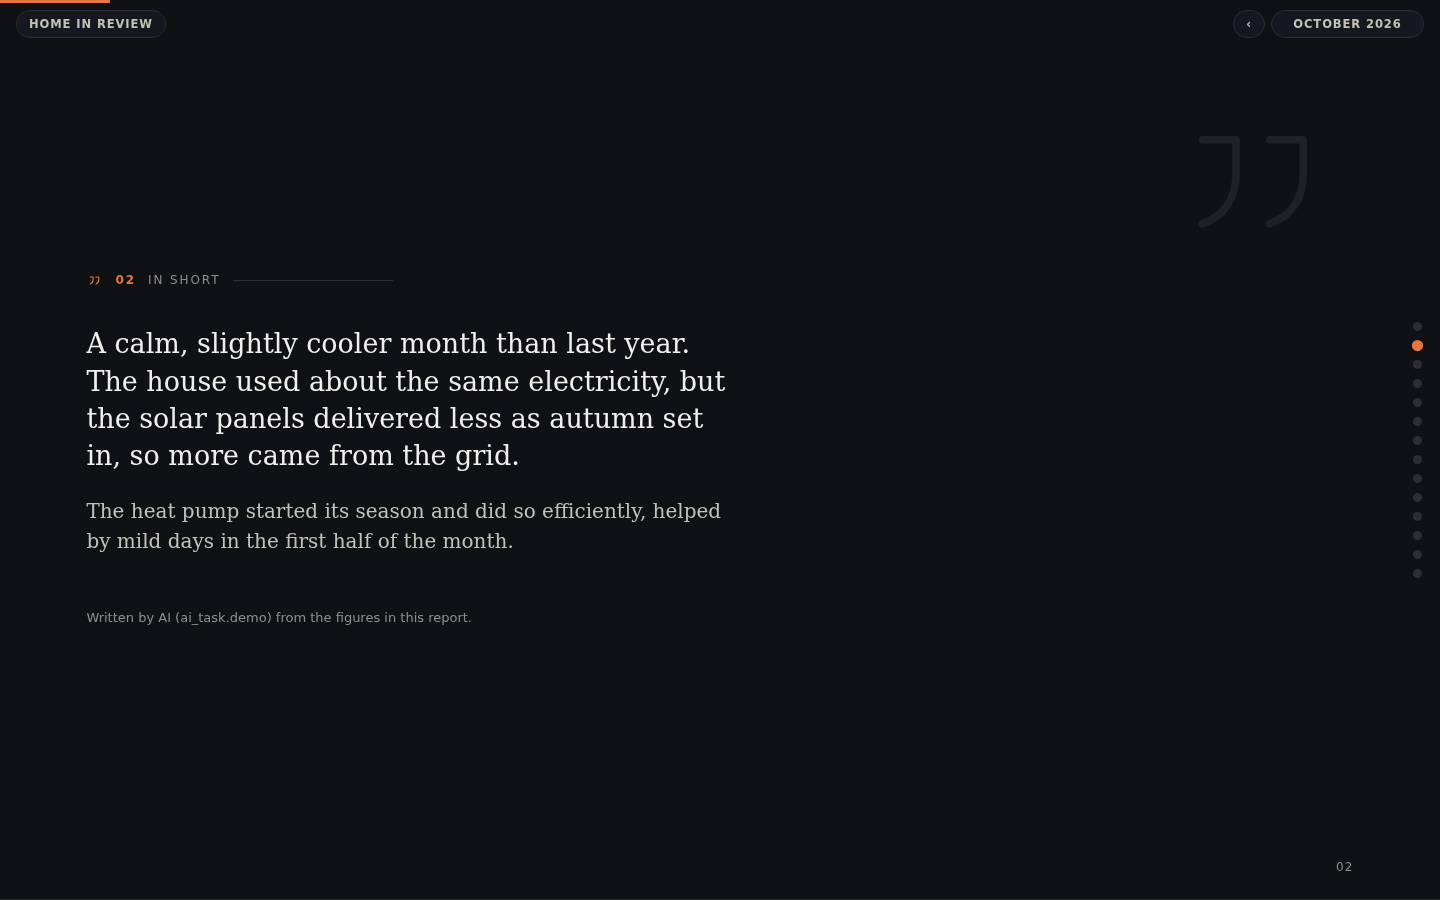 HOME IN REVIEW
‹ OCTOBER 2026
02 IN SHORT
A calm, slightly cooler month than last year.
The house used about the same electricity, but
the solar panels delivered less as autumn set
in, so more came from the grid.
The heat pump started its season and did so efficiently, helped
by mild days in the first half of the month.
Written by AI (ai_task.demo) from the figures in this report.
02